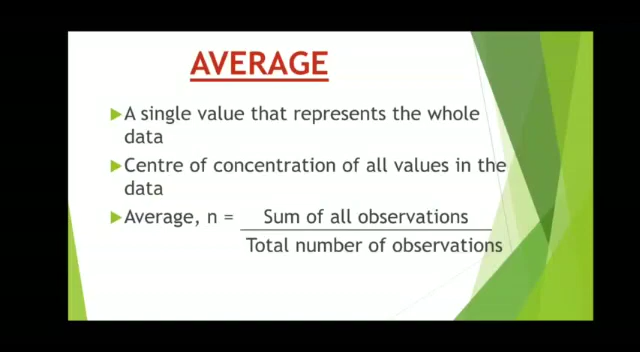 AVERAGE
A single value that represents the whole
data
Centre of concentration of all values in the
data
Average, n = Sum of all observations
Total number of observations